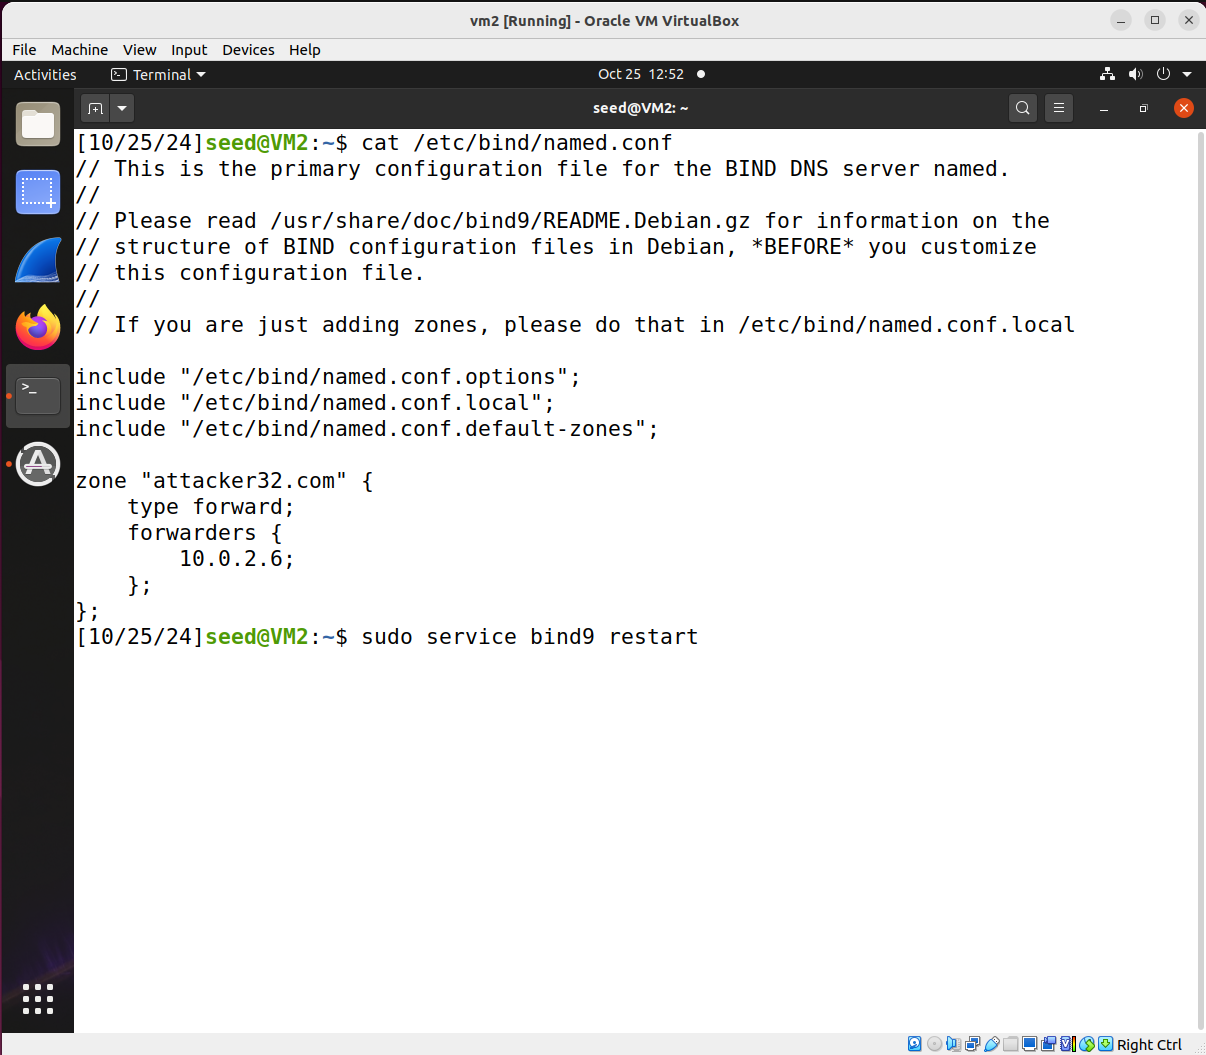 vm2 [Running] - Oracle VM VirtualBox
File Machine View Input Devices Help
Activities Terminal Oct 25 12:52
seed@VM2: ~
[10/25/24]seed@VM2:~$ cat /etc/bind/named.conf
// This is the primary configuration file for the BIND DNS server named.
//
// Please read /usr/share/doc/bind9/README.Debian.gz for information on the
// structure of BIND configuration files in Debian, *BEFORE* you customize
// this configuration file.
//
// If you are just adding zones, please do that in /etc/bind/named.conf.local
include "/etc/bind/named.conf.options";
include "/etc/bind/named.conf.local";
include "/etc/bind/named.conf.default-zones";
zone "attacker32.com" {
    type forward;
    forwarders {
        10.0.2.6;
    };
};
[10/25/24]seed@VM2:~$ sudo service bind9 restart
Right Ctrl